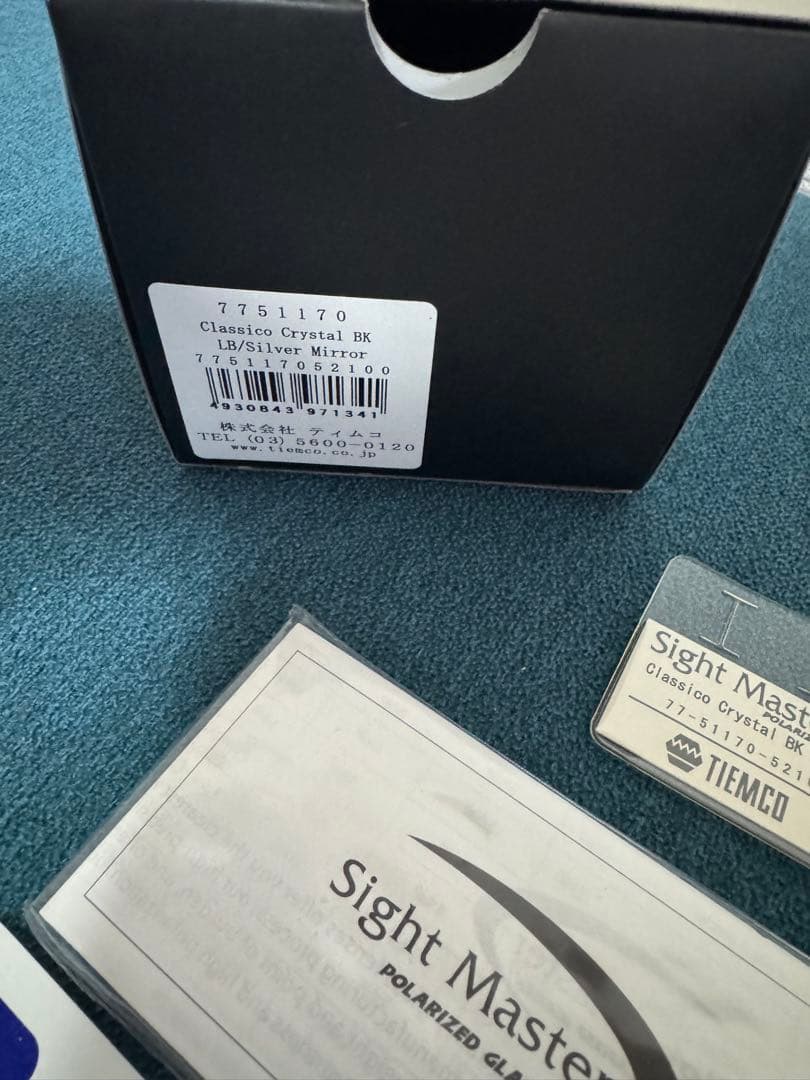 7751170
Classico Crystal BK
LB/Silver Mirror
775117052100
4930843 971341
株式会社 ティムコ
TEL (03) 5600-0120
www.tiemco.co.jp
Sight Mast
POLARIZ
Classico Crystal BK
77-51170-521
TIEMCO
Sight Master
POLARIZED GLA